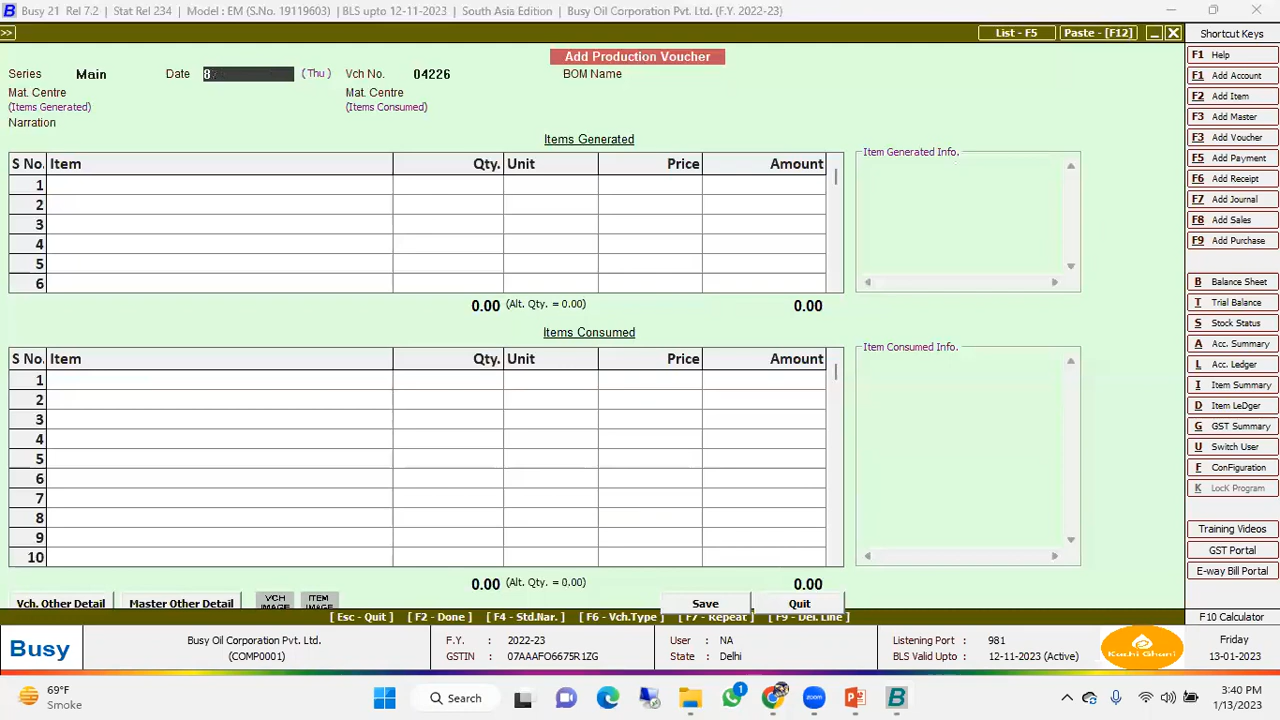 Busy 21 Rel 7.2 | Stat Rel 234 | Model : EM (S.No. 19119603) | BLS upto 12-11-2023 | South Asia Edition | Busy Oil Corporation Pvt. Ltd. (F.Y. 2022-23)
>> List - F5 Paste - [F12] Shortcut Keys
Add Production Voucher
Series Main Date 8 ( Thu ) Vch No. 04226 BOM Name
Mat. Centre Mat. Centre
(Items Generated) (Items Consumed)
Narration
Items Generated
S No. Item Qty. Unit Price Amount
1
2
3
4
5
6
0.00 (Alt. Qty. = 0.00) 0.00
Item Generated Info.
Items Consumed
S No. Item Qty. Unit Price Amount
1
2
3
4
5
6
7
8
9
10
0.00 (Alt. Qty. = 0.00) 0.00
Item Consumed Info.
Vch. Other Detail Master Other Detail VCH IMAGE ITEM IMAGE Save Quit
[ Esc - Quit ] [ F2 - Done ] [ F4 - Std.Nar. ] [ F6 - Vch.Type ] [ F7 - Repeat ] [ F9 - Del. Line ]
F1 Help
F1 Add Account
F2 Add Item
F3 Add Master
F3 Add Voucher
F5 Add Payment
F6 Add Receipt
F7 Add Journal
F8 Add Sales
F9 Add Purchase
B Balance Sheet
T Trial Balance
S Stock Status
A Acc. Summary
L Acc. Ledger
I Item Summary
D Item LeDger
G GST Summary
U Switch User
F ConFiguration
K LocK Program
Training Videos
GST Portal
E-way Bill Portal
F10 Calculator
Busy
Busy Oil Corporation Pvt. Ltd.
(COMP0001)
F.Y. : 2022-23
GSTIN : 07AAAFO6675R1ZG
User : NA
State : Delhi
Listening Port : 981
BLS Valid Upto : 12-11-2023 (Active)
Kachi Ghani
Friday
13-01-2023
69°F
Smoke
Search
1
3:40 PM
1/13/2023